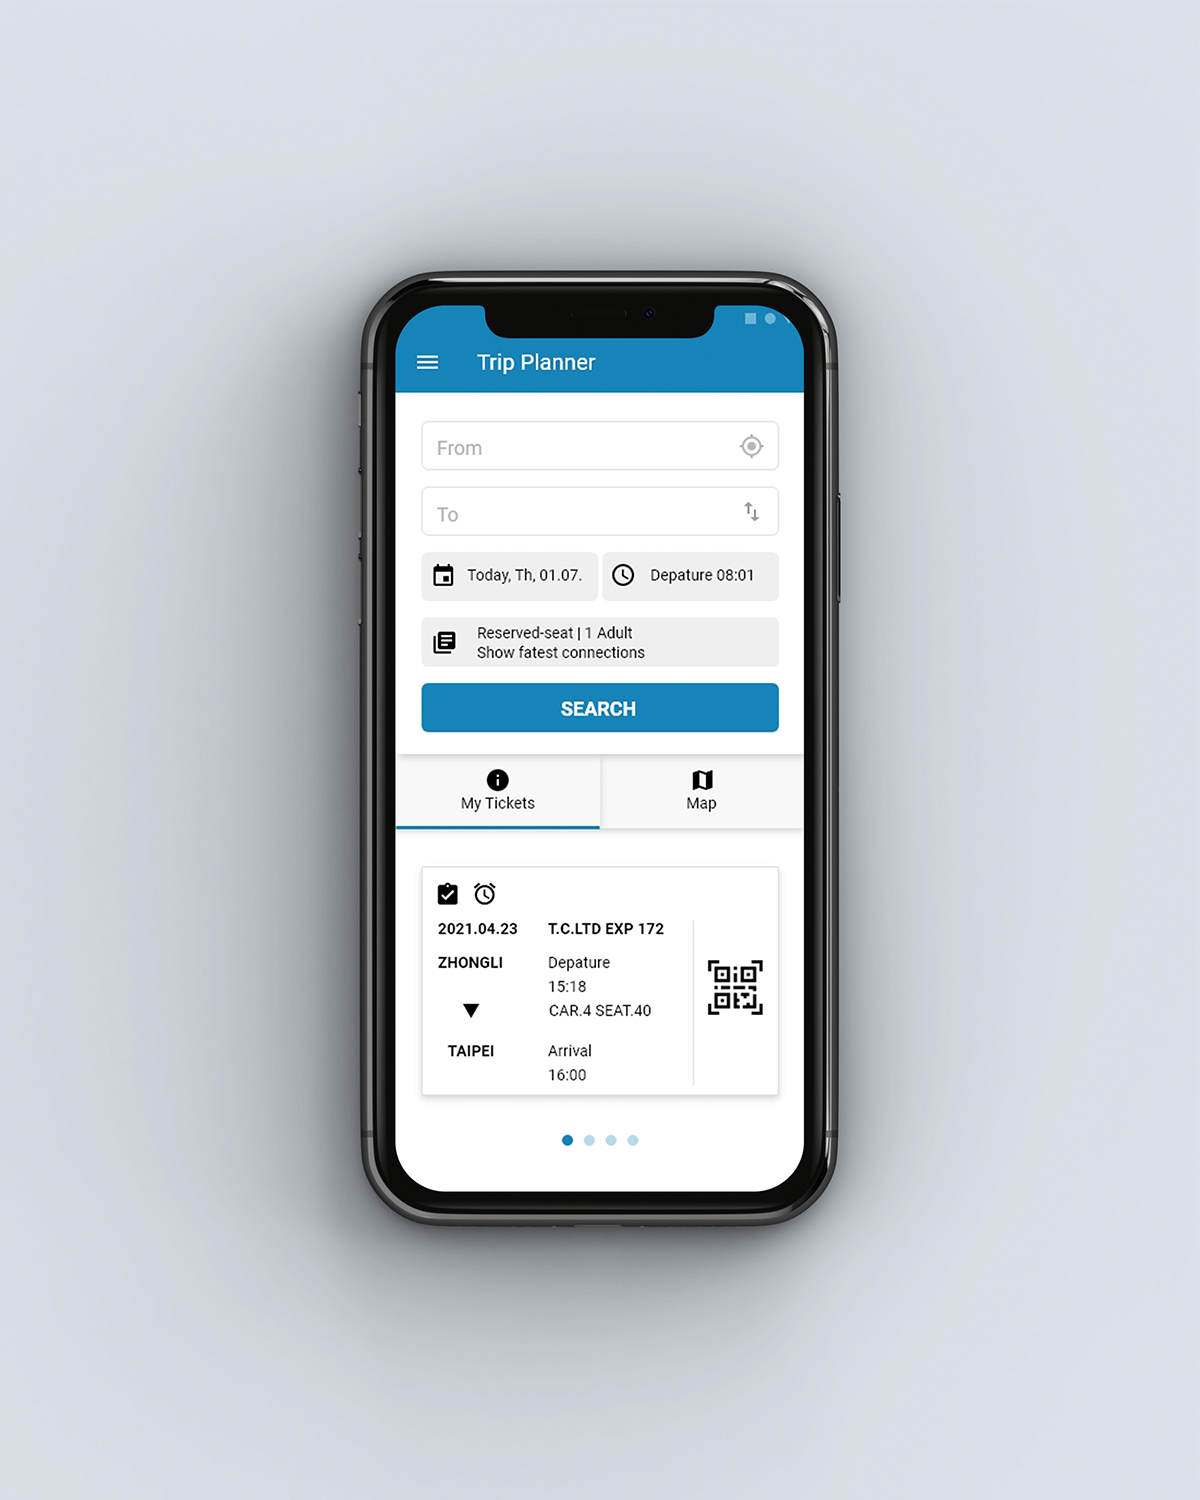 Trip Planner
From
To
Today, Th, 01.07.
Depature 08:01
Reserved-seat | 1 Adult
Show fatest connections
SEARCH
My Tickets
Map
2021.04.23
T.C.LTD EXP 172
ZHONGLI
Depature
15:18
CAR.4 SEAT.40
TAIPEI
Arrival
16:00